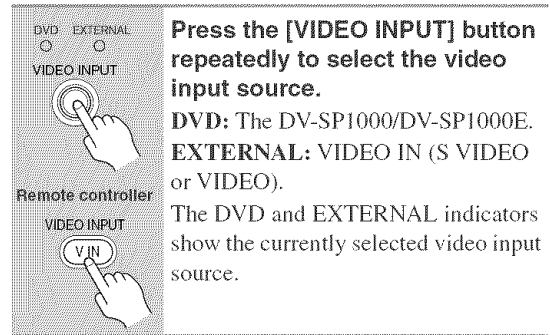 DVD EXTERNAL
VIDEO INPUT
Remote controller
VIDEO INPUT
V IN
Press the [VIDEO INPUT] button
repeatedly to select the video
input source.
DVD: The DV-SP1000/DV-SP1000E.
EXTERNAL: VIDEO IN (S VIDEO
or VIDEO).
The DVD and EXTERNAL indicators
show the currently selected video input
source.